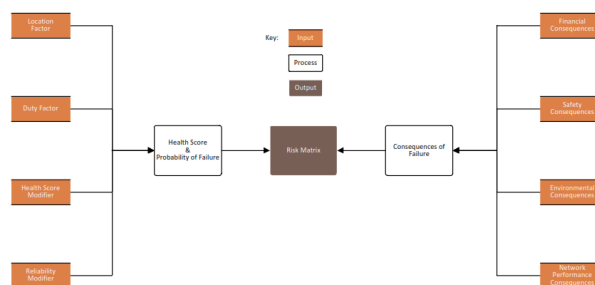 Location
Factor
Key:
Input
Financial
Consequences
Process
Output
Duty Factor
Safety
Consequences
Health Score
&
Probability of Failure
Risk Matrix
Consequences of
Failure
Health Score
Modifier
Environmental
Consequences
Reliability
Modifier
Network
Performance
Consequences